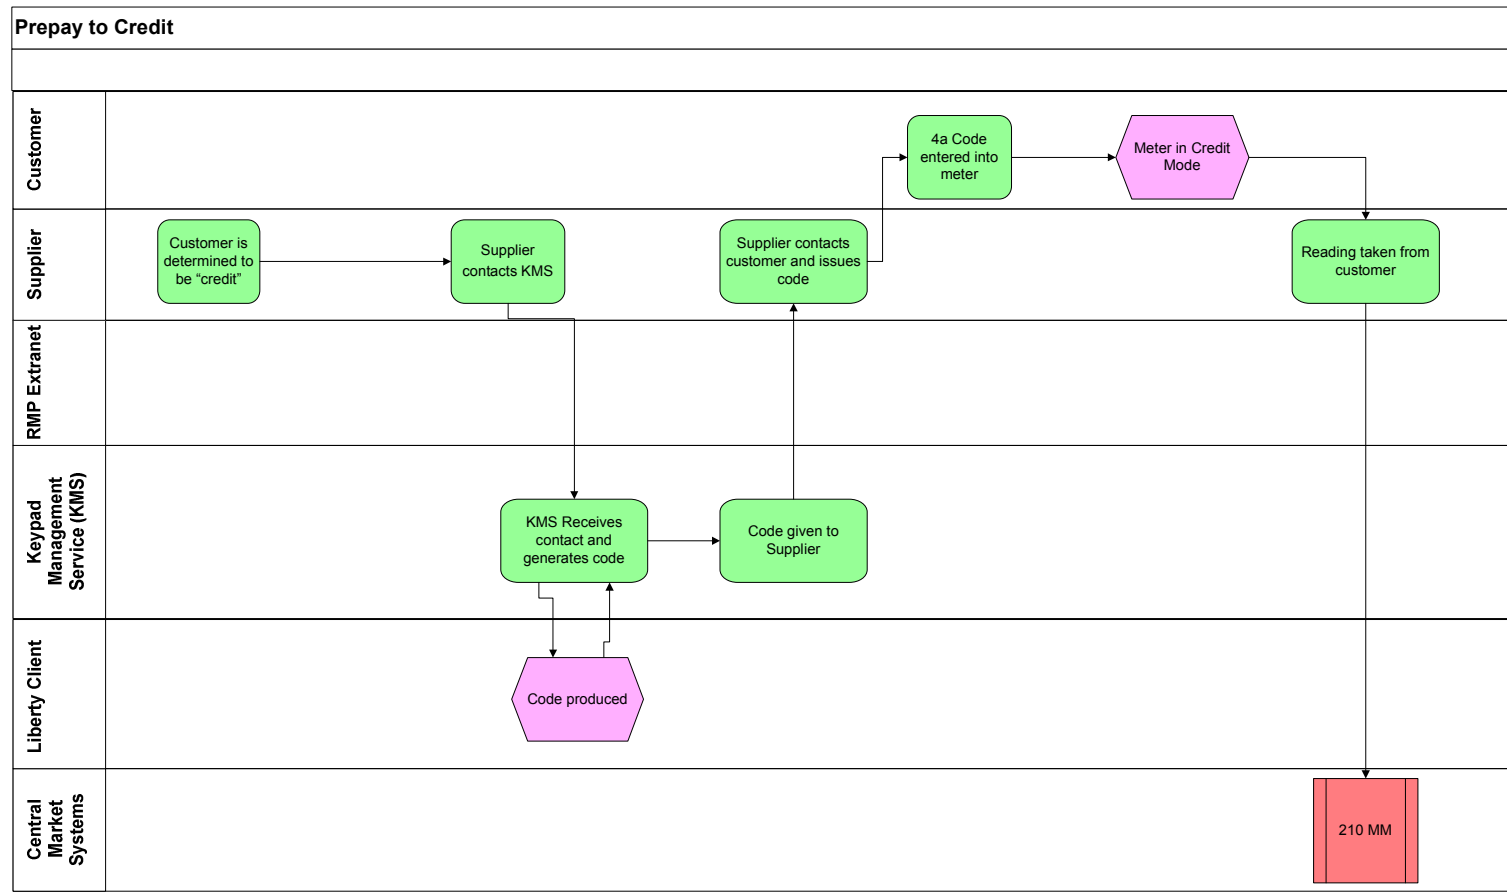 Prepay to Credit
Customer
4a Code
entered into
meter
Meter in Credit
Mode
Supplier
Customer is
determined to
be “credit”
Supplier
contacts KMS
Supplier contacts
customer and issues
code
Reading taken from
customer
RMP Extranet
Keypad
Management
Service (KMS)
KMS Receives
contact and
generates code
Code given to
Supplier
Liberty Client
Code produced
Central
Market
Systems
210 MM